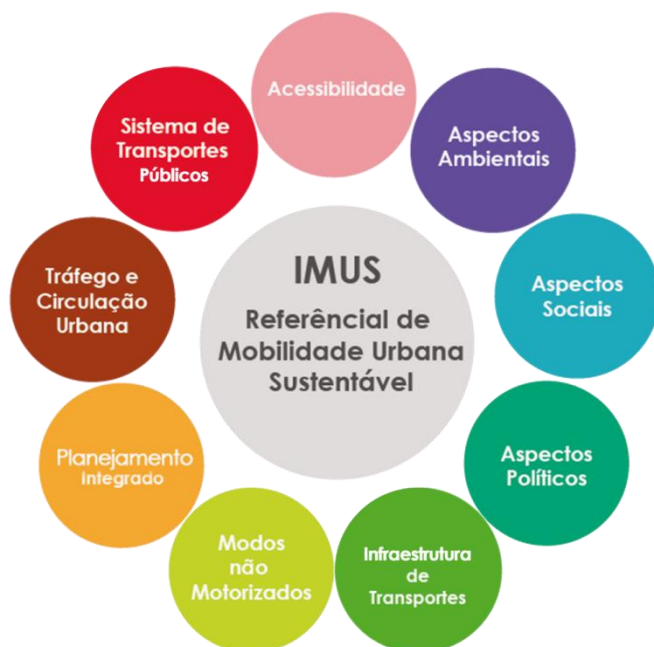 Acessibilidade
Aspectos
Ambientais
Aspectos
Sociais
Aspectos
Políticos
Infraestrutura
de
Transportes
Modos
não
Motorizados
Planejamento
Integrado
Tráfego e
Circulação
Urbana
Sistema de
Transportes
Públicos
IMUS
Referêncial de
Mobilidade Urbana
Sustentável